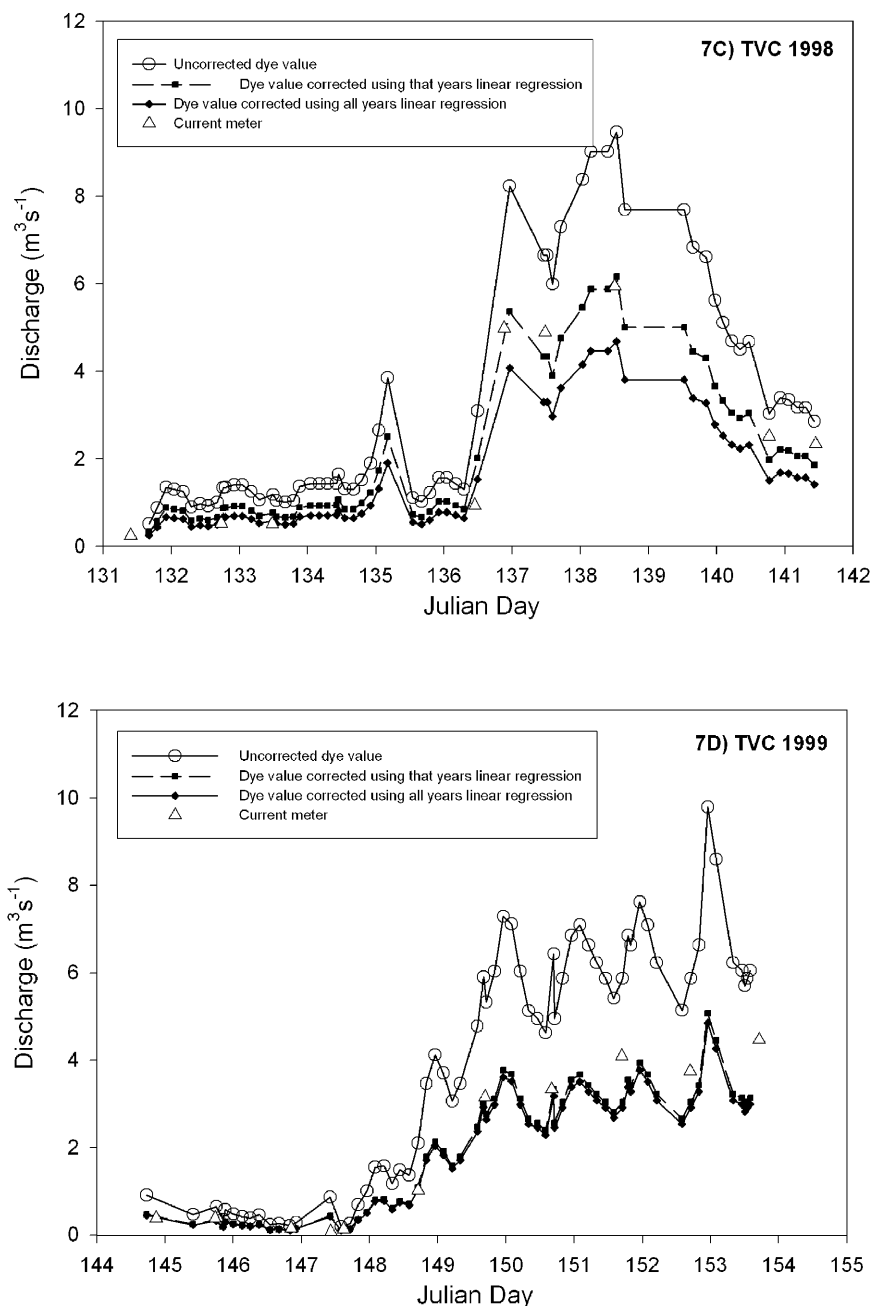 7C) TVC 1998
Uncorrected dye value
Dye value corrected using that years linear regression
Dye value corrected using all years linear regression
Current meter
Discharge (m³s⁻¹)
12
10
8
6
4
2
0
131 132 133 134 135 136 137 138 139 140 141 142
Julian Day
7D) TVC 1999
Uncorrected dye value
Dye value corrected using that years linear regression
Dye value corrected using all years linear regression
Current meter
Discharge (m³s⁻¹)
12
10
8
6
4
2
0
144 145 146 147 148 149 150 151 152 153 154 155
Julian Day